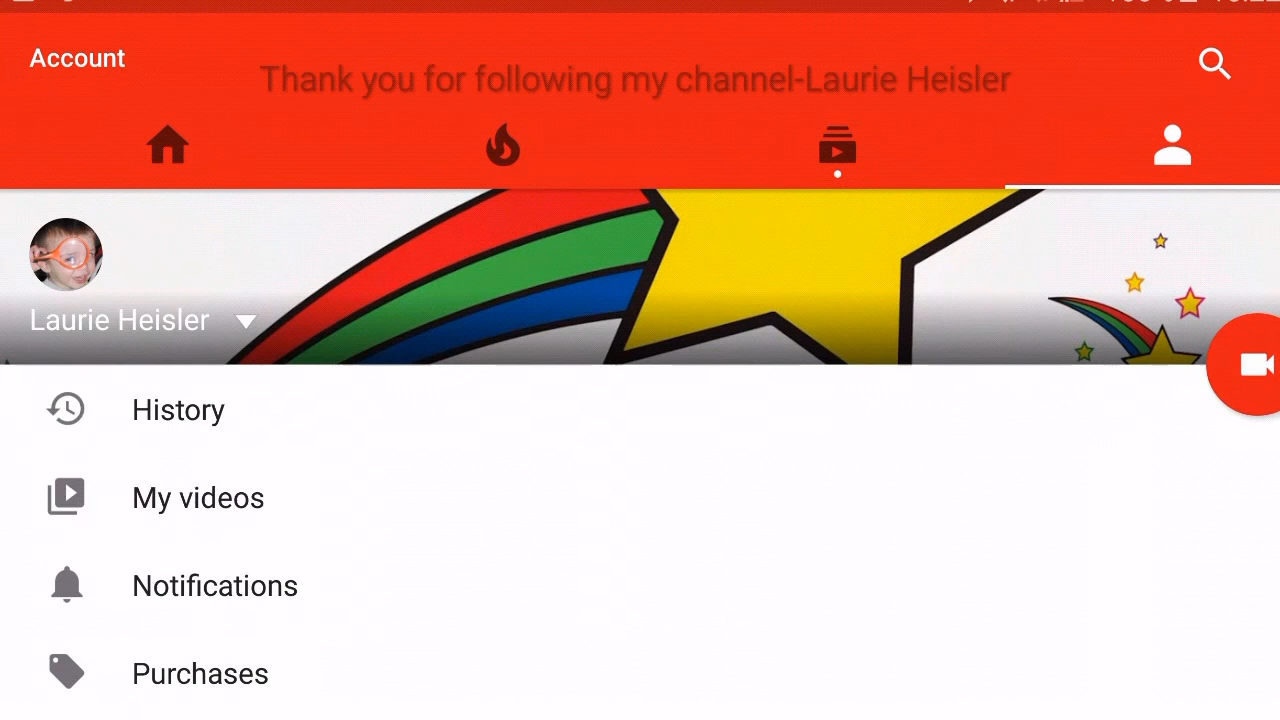 Account
Thank you for following my channel-Laurie Heisler
Laurie Heisler
History
My videos
Notifications
Purchases